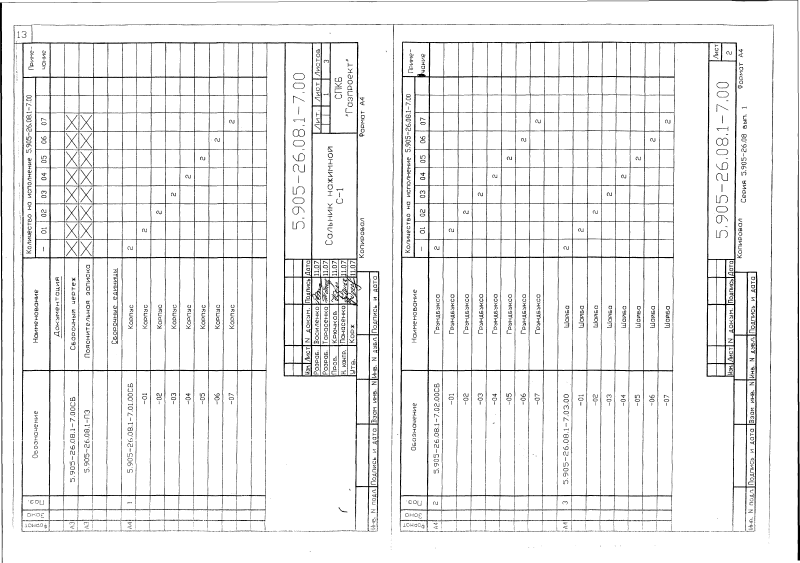 13
Формат
Зона
Поз.
Обозначение
Наименование
Количество на исполнение 5.905-26.08.1-7.00
Приме-
чание
– 01 02 03 04 05 06 07
Документация
А3 5.905-26.08.1-7.00СБ Сборочный чертеж
А3 5.905-26.08.1-ПЗ Пояснительная записка
Сборочные единицы
А4 1 5.905-26.08.1-7.01.00СБ Корпус 2
-01 Корпус 2
-02 Корпус 2
-03 Корпус 2
-04 Корпус 2
-05 Корпус 2
-06 Корпус 2
-07 Корпус 2
5.905-26.08.1-7.00
Изм Лист N докум. Подпись Дата
Разраб. Василенко 11.07
Разраб. Тарасенко 11.07
Пров. Крючков 11.07
Н. контр. Панасенко 11.07
Утв. Корж 11.07
Сальник нажимной
С-1
Лит. Лист Листов
1 3
СПКБ
"Газпроект"
Копировал Формат А4
Инв. N подл Подпись и дата Взам инв. N Инв. N дубл Подпись и дата
Формат
Зона
Поз.
Обозначение
Наименование
Количество на исполнение 5.905-26.08.1-7.00
Приме-
чание
– 01 02 03 04 05 06 07
А4 2 5.905-26.08.1-7.02.00СБ Грундбукса 2
-01 Грундбукса 2
-02 Грундбукса 2
-03 Грундбукса 2
-04 Грундбукса 2
-05 Грундбукса 2
-06 Грундбукса 2
-07 Грундбукса 2
А4 3 5.905-26.08.1-7.03.00 Шайба 2
-01 Шайба 2
-02 Шайба 2
-03 Шайба 2
-04 Шайба 2
-05 Шайба 2
-06 Шайба 2
-07 Шайба 2
Изм Лист N докум. Подпись Дата
5.905-26.08.1-7.00
Лист
2
Копировал Серия 5.905-26.08 вып. 1 Формат А4
Инв. N подл Подпись и дата Взам инв. N Инв. N дубл Подпись и дата